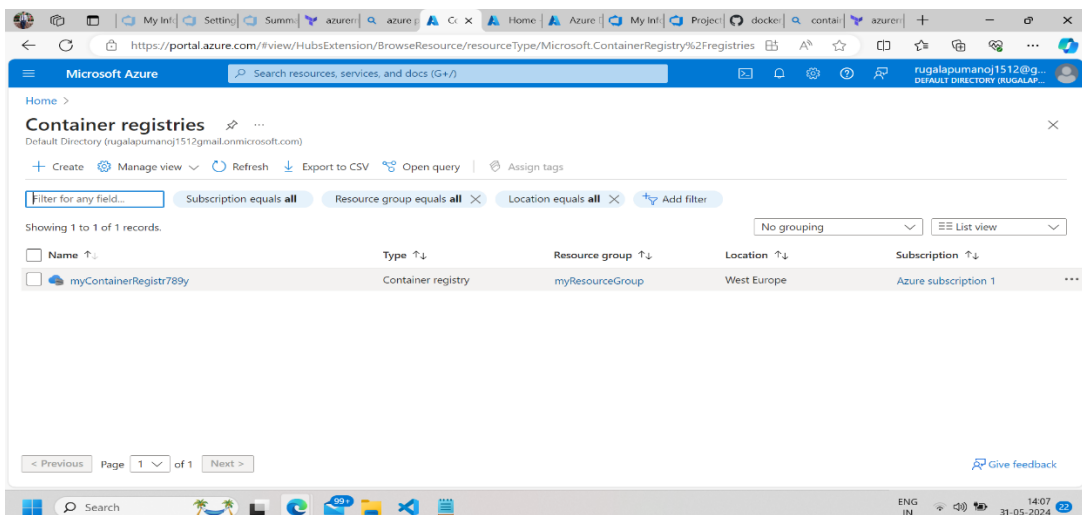 My Inf Setting Summa azurerr azure p Co Home Azure My Inf Project docker contai azurerr
https://portal.azure.com/#view/HubsExtension/BrowseResource/resourceType/Microsoft.ContainerRegistry%2Fregistries
Microsoft Azure Search resources, services, and docs (G+/) rugalapumanoj1512@g...
DEFAULT DIRECTORY (RUGALAP...
Home >
Container registries ...
Default Directory (rugalapumanoj1512gmail.onmicrosoft.com)
Create Manage view Refresh Export to CSV Open query Assign tags
Filter for any field... Subscription equals all Resource group equals all Location equals all Add filter
Showing 1 to 1 of 1 records. No grouping List view
Name Type Resource group Location Subscription
myContainerRegistr789y Container registry myResourceGroup West Europe Azure subscription 1 ...
< Previous Page 1 of 1 Next > Give feedback
Search 99+ ENG 14:07
IN 31-05-2024 22